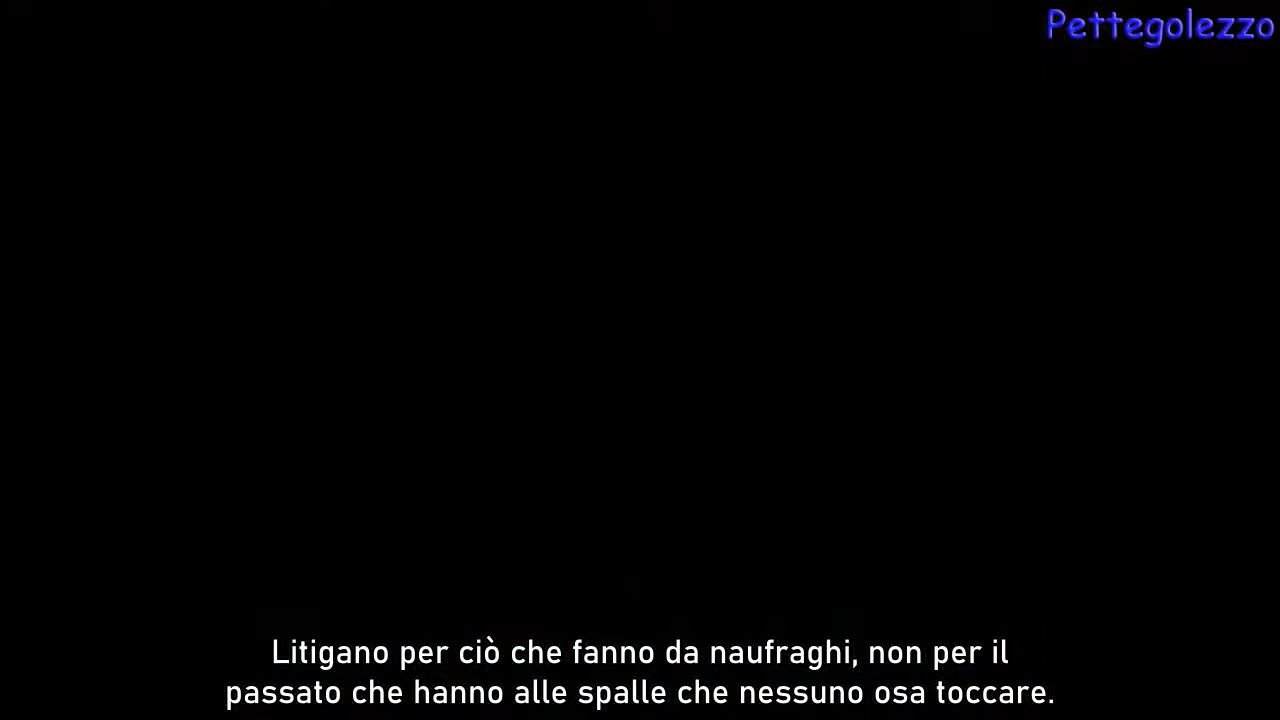 Pettegolezzo
Litigano per ciò che fanno da naufraghi, non per il
passato che hanno alle spalle che nessuno osa toccare.